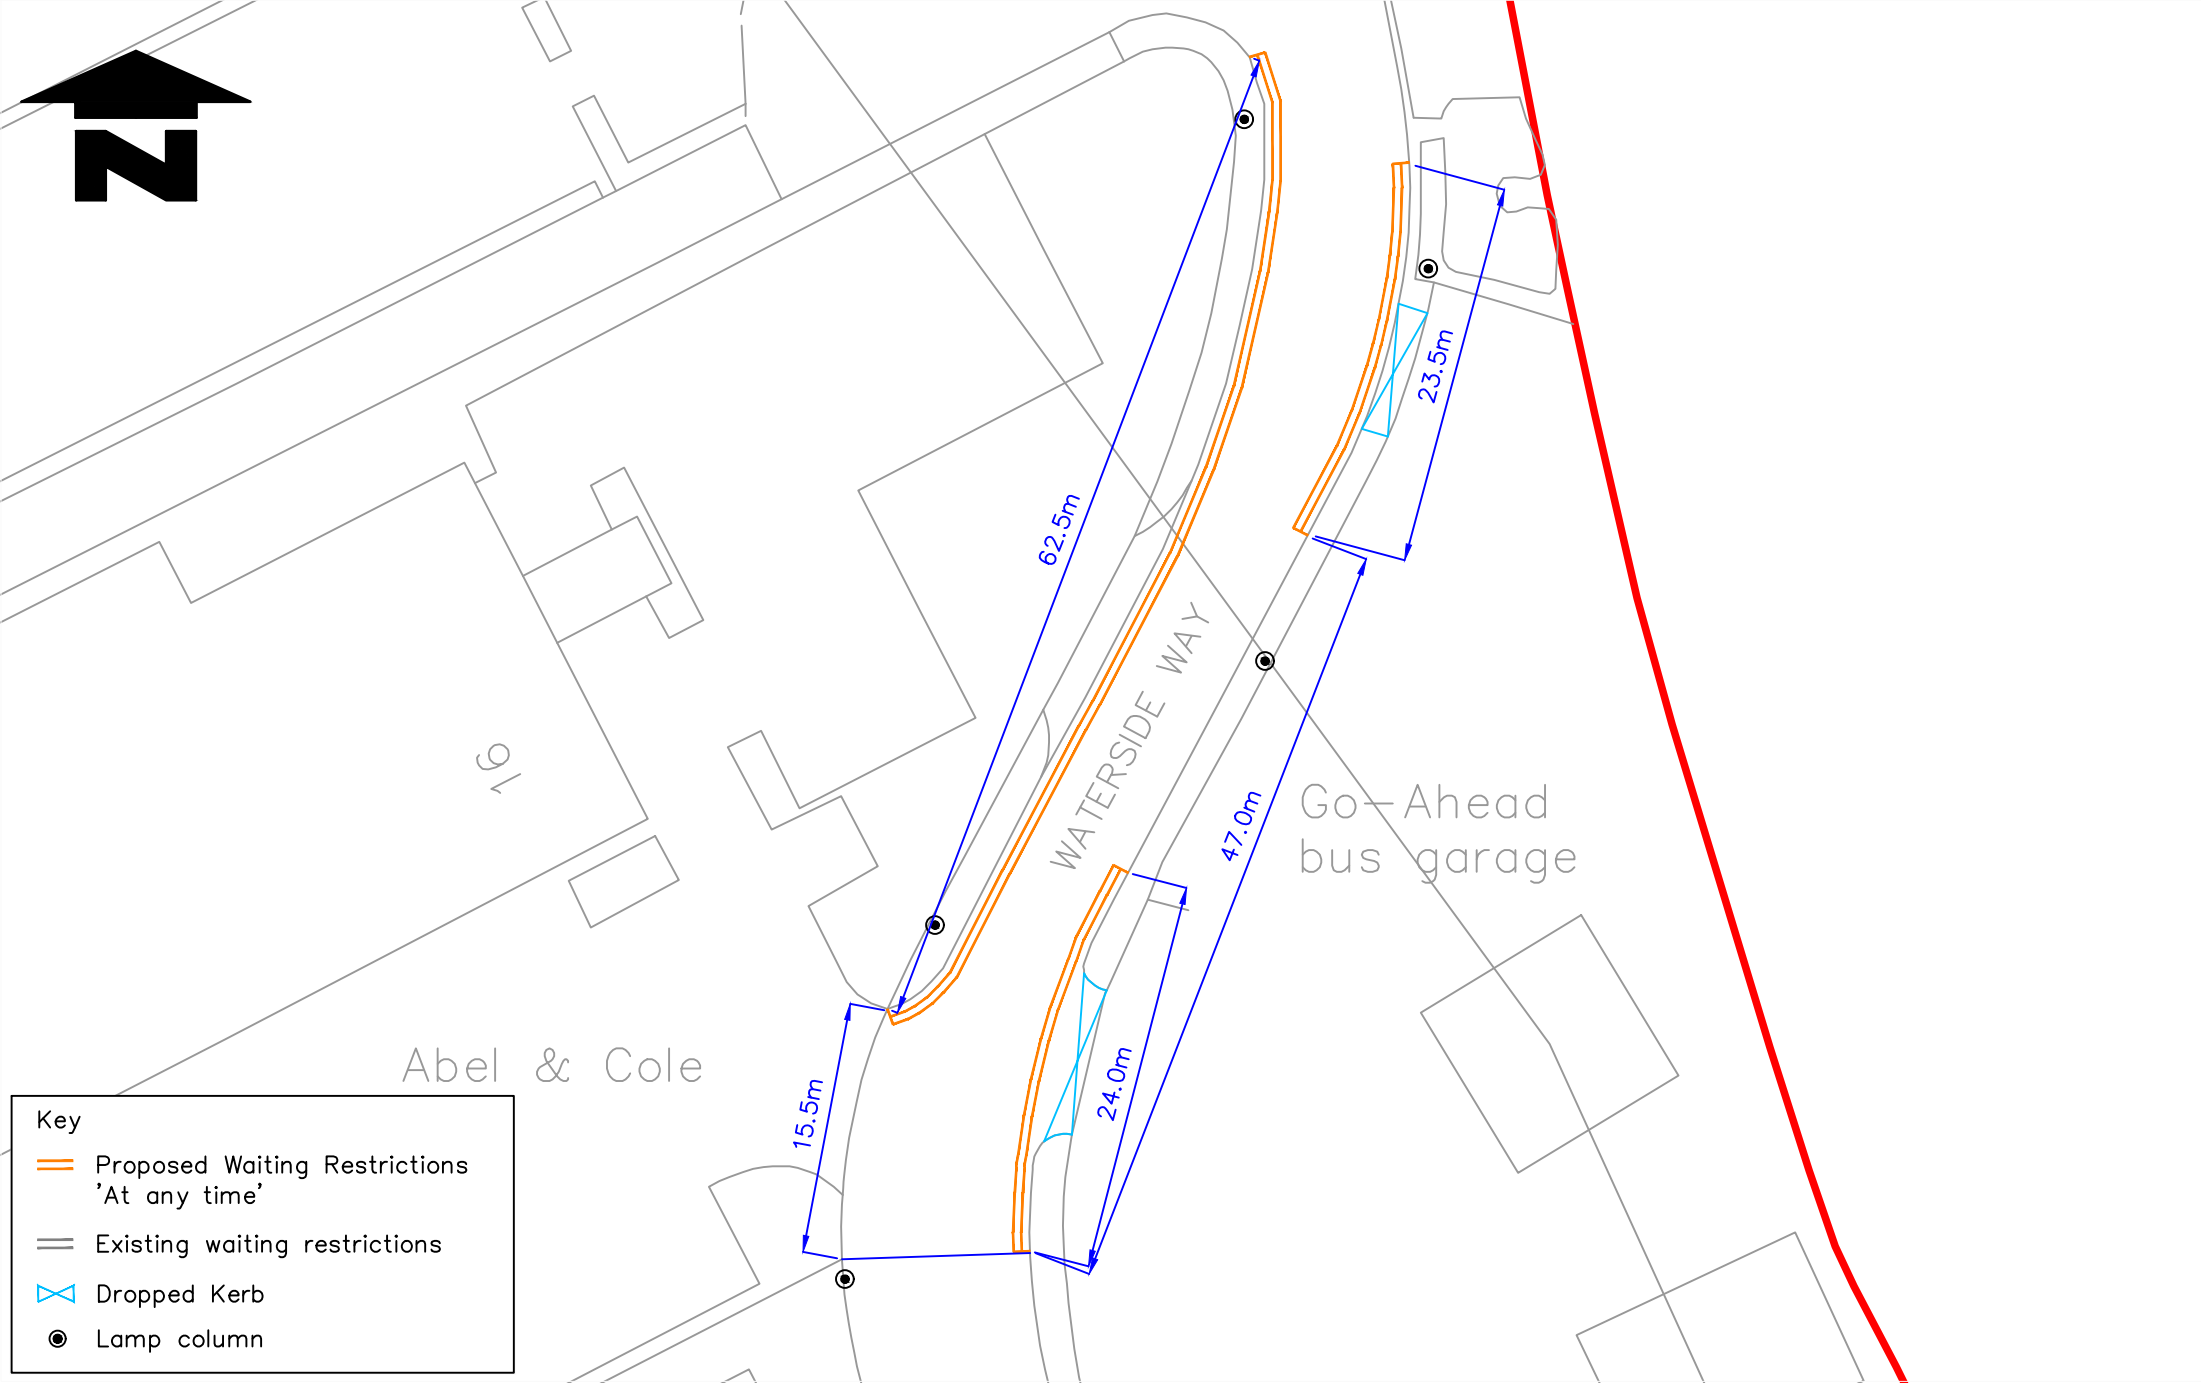 N
62.5m
23.5m
WATERSIDE WAY
16
47.0m
Go-Ahead
bus garage
Abel & Cole
24.0m
15.5m
Key
Proposed Waiting Restrictions
'At any time'
Existing waiting restrictions
Dropped Kerb
Lamp column